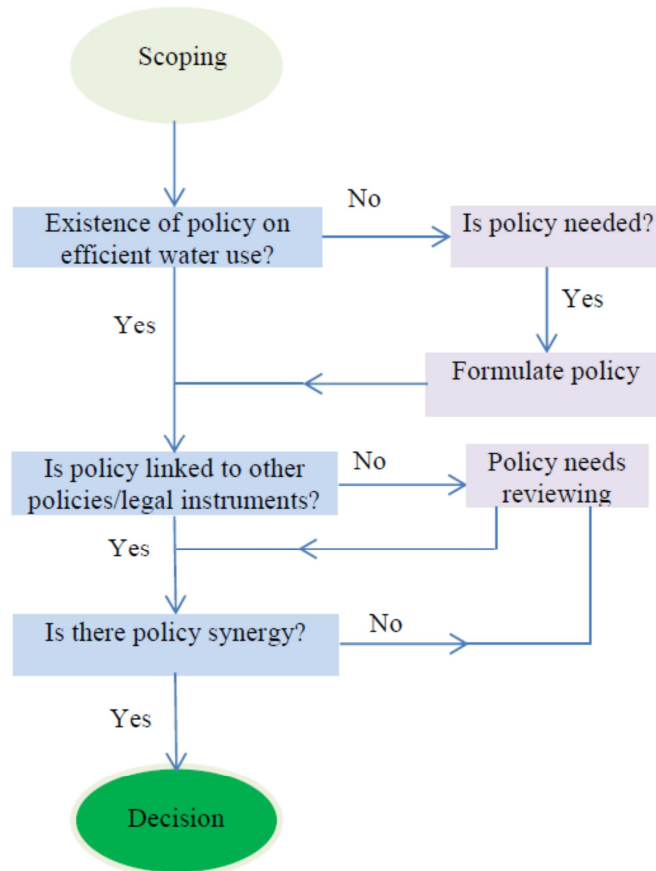 Scoping
No
Existence of policy on
efficient water use?
Is policy needed?
Yes
Yes
Formulate policy
Is policy linked to other
policies/legal instruments?
No
Policy needs
reviewing
Yes
Is there policy synergy?
No
Yes
Decision